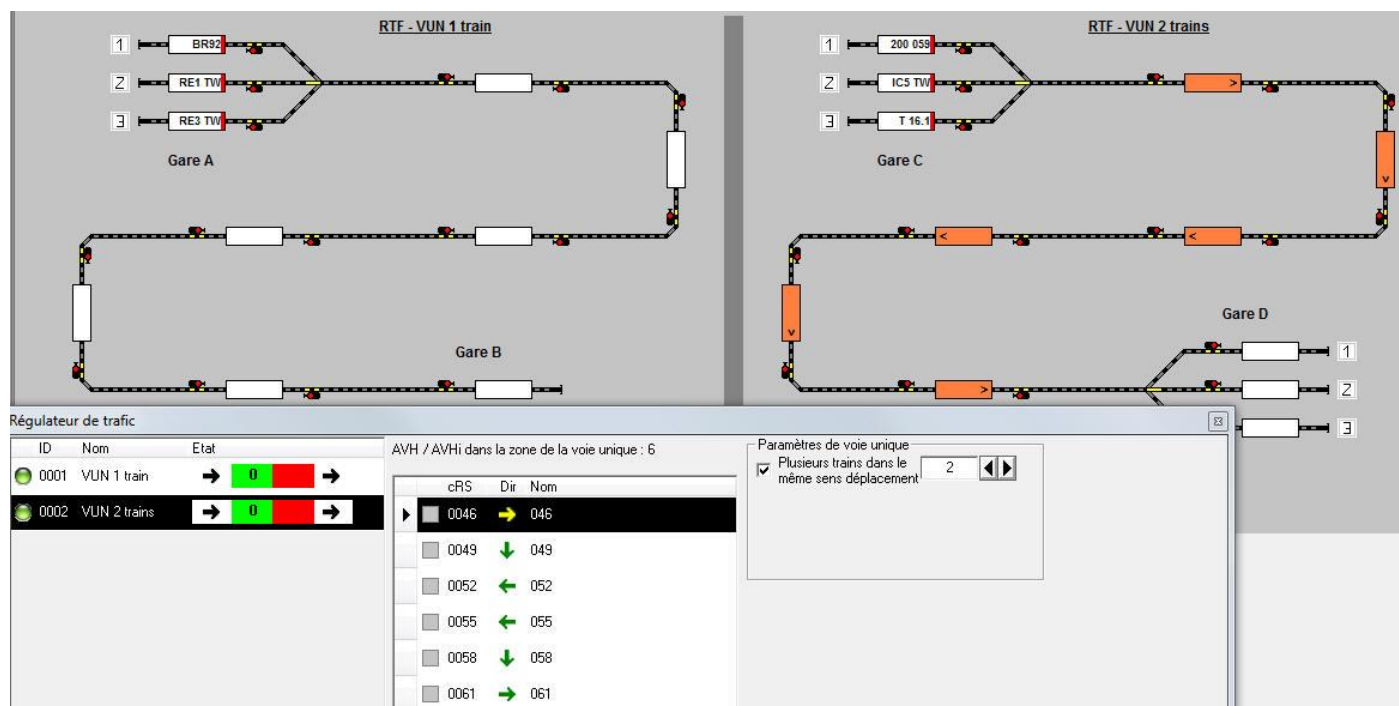 RTF - VUN 1 train
1 BR92
2 RE1 TW
3 RE3 TW
Gare A
Gare B
RTF - VUN 2 trains
1 200 059
2 IC5 TW
3 T 16.1
Gare C
Gare D
1
2
3
Régulateur de trafic
ID Nom Etat
0001 VUN 1 train 0
0002 VUN 2 trains 0
AVH / AVHi dans la zone de la voie unique : 6
cRS Dir Nom
0046 046
0049 049
0052 052
0055 055
0058 058
0061 061
Paramètres de voie unique
Plusieurs trains dans le
même sens déplacement 2